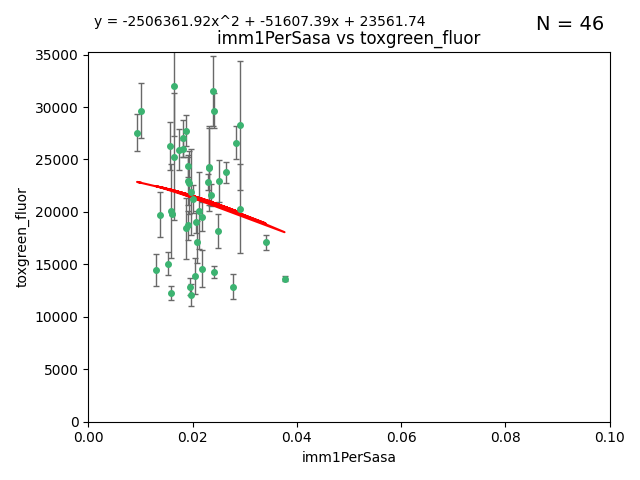 y = -2506361.92x^2 + -51607.39x + 23561.74
N = 46
imm1PerSasa vs toxgreen_fluor
35000
30000
25000
20000
15000
10000
5000
0
toxgreen_fluor
0.00 0.02 0.04 0.06 0.08 0.10
imm1PerSasa